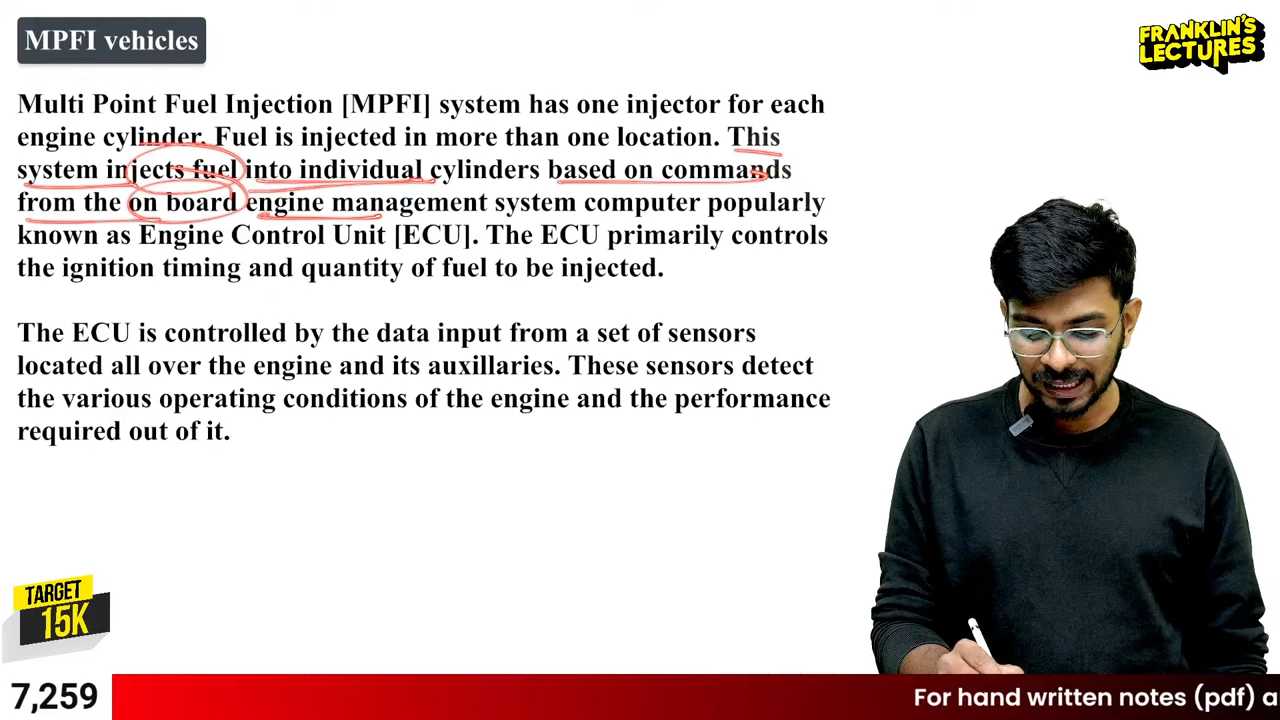 MPFI vehicles
FRANKLIN'S
LECTURES
Multi Point Fuel Injection [MPFI] system has one injector for each
engine cylinder. Fuel is injected in more than one location. This
system injects fuel into individual cylinders based on commands
from the on board engine management system computer popularly
known as Engine Control Unit [ECU]. The ECU primarily controls
the ignition timing and quantity of fuel to be injected.
The ECU is controlled by the data input from a set of sensors
located all over the engine and its auxillaries. These sensors detect
the various operating conditions of the engine and the performance
required out of it.
TARGET
15K
7,259
For hand written notes (pdf) a